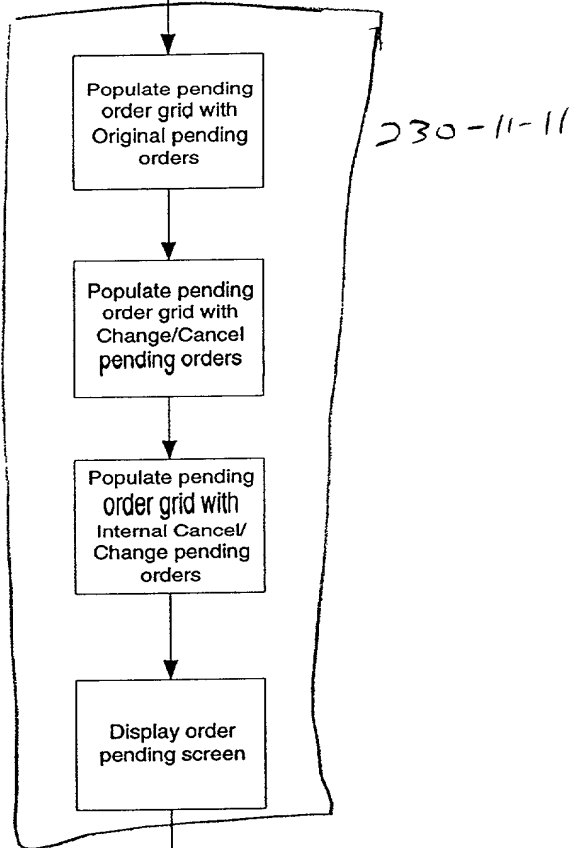 Populate pending
order grid with
Original pending
orders
230-11-11
Populate pending
order grid with
Change/Cancel
pending orders
Populate pending
order grid with
Internal Cancel/
Change pending
orders
Display order
pending screen